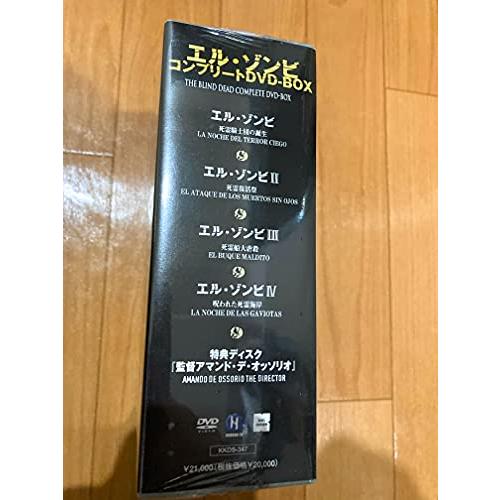 エル・ゾンビ
コンプリートDVD-BOX
THE BLIND DEAD COMPLETE DVD-BOX
エル・ゾンビ
死霊騎士団の誕生
LA NOCHE DEL TERROR CIEGO
&
エル・ゾンビII
死霊復活祭
EL ATAQUE DE LOS MUERTOS SIN OJOS
&
エル・ゾンビIII
死霊船大虐殺
EL BUQUE MALDITO
&
エル・ゾンビIV
呪われた死霊海岸
LA NOCHE DE LAS GAVIOTAS
&
特典ディスク
「監督アマンド・デ・オッソリオ」
AMANDO DE OSSORIO THE DIRECTOR
DVD
VIDEO
H
KKDS-347
¥21,000(税抜価格¥20,000)